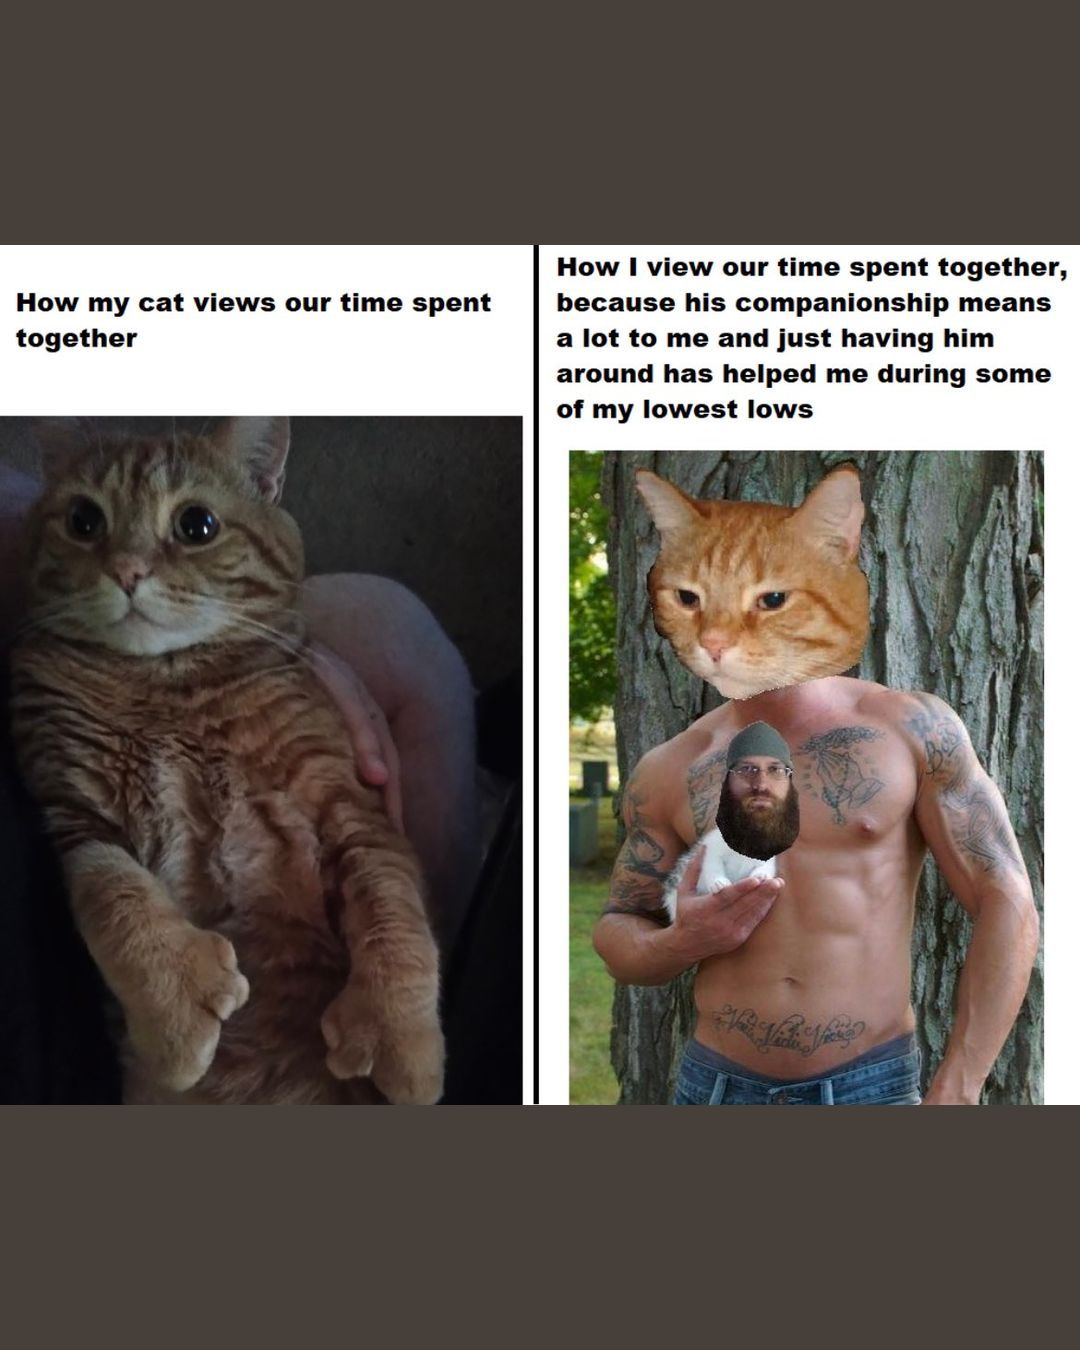 How my cat views our time spent
together
How I view our time spent together,
because his companionship means
a lot to me and just having him
around has helped me during some
of my lowest lows